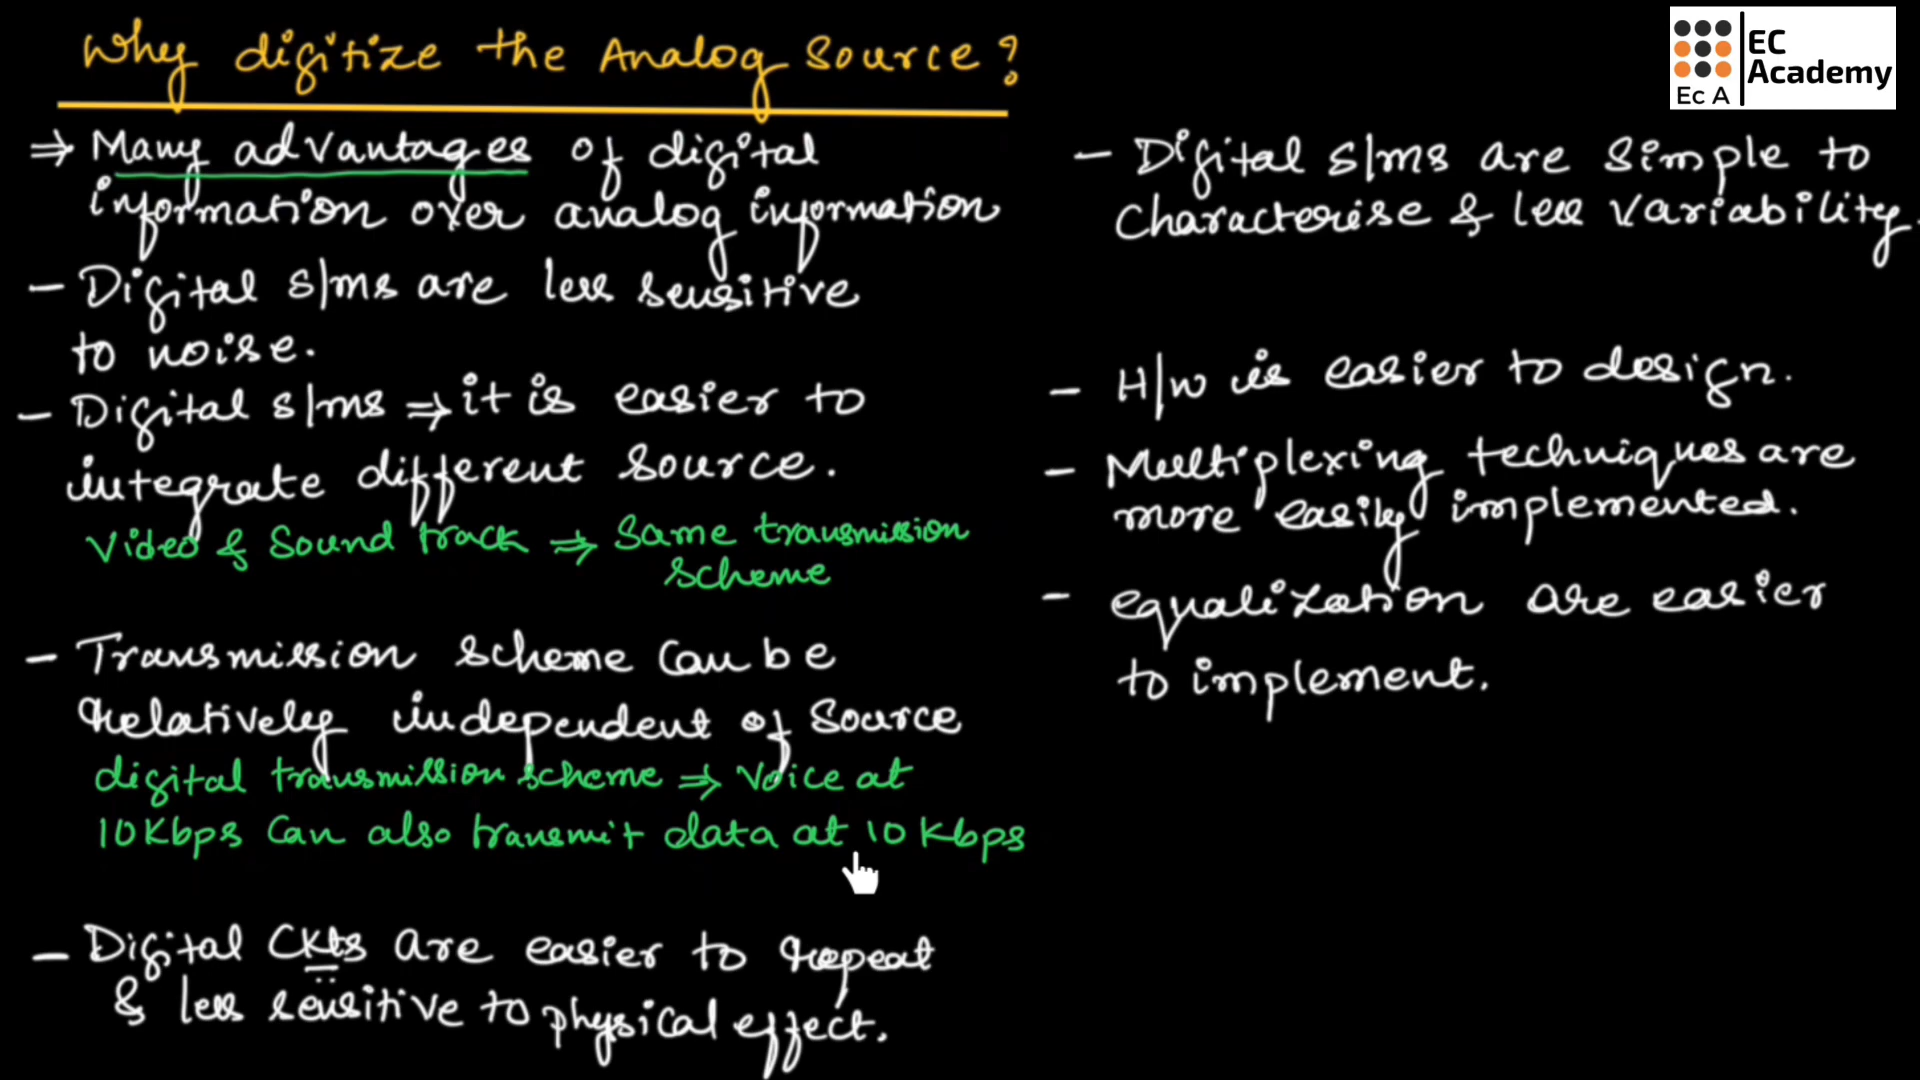 Why digitize the Analog Source?
⇒ Many advantages of digital
information over analog information
- Digital s/ms are less sensitive
to noise.
- Digital s/ms ⇒ it is easier to
integrate different source.
Video & Sound track ⇒ Same transmission
scheme
- Transmission scheme can be
relatively independent of source
digital transmission scheme ⇒ Voice at
10Kbps Can also transmit data at 10 Kbps
- Digital Ckts are easier to repeat
& less sensitive to physical effect.
EC
Academy
Ec A
- Digital s/ms are simple to
Characterise & less variability.
- H/w is easier to design.
- Multiplexing techniques are
more easily implemented.
- equalization are easier
to implement.